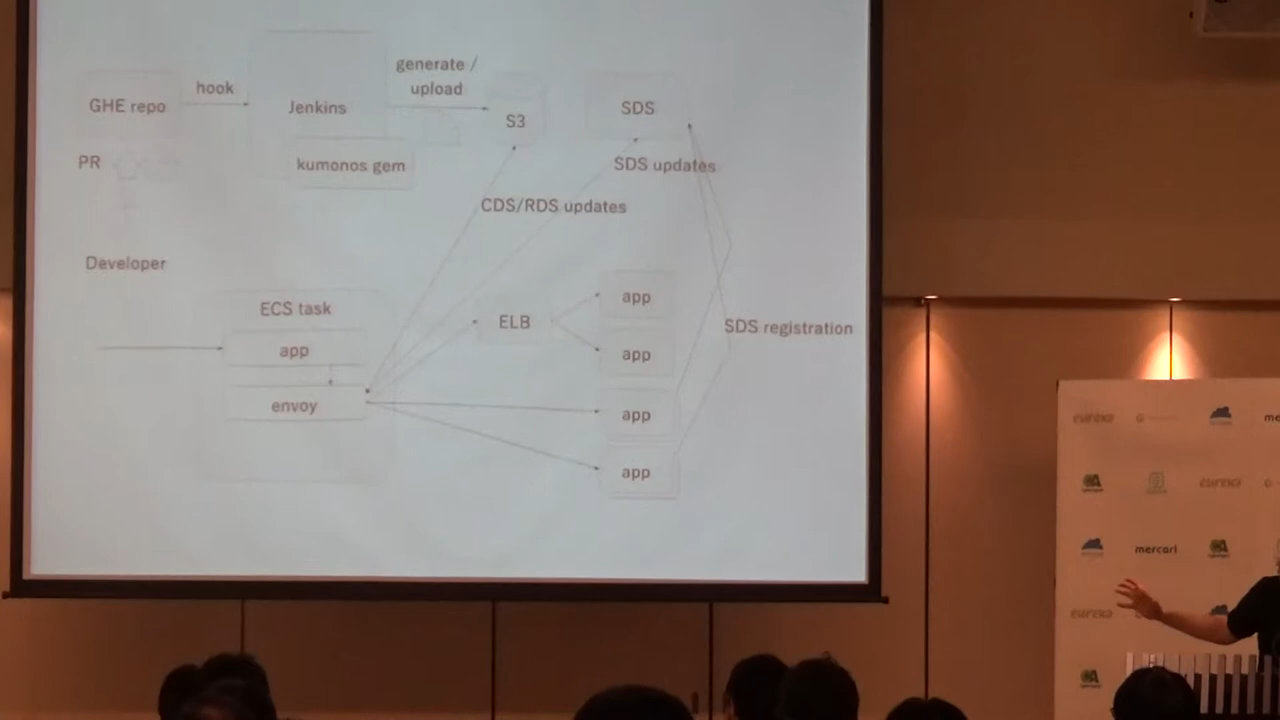 generate /
hook
upload
GHE repo
Jenkins
S3
SDS
PR
kumonos gem
SDS updates
CDS/RDS updates
Developer
ECS task
app
envoy
ELB
app
app
app
app
SDS registration
eureka
eureka
mercari
eureka